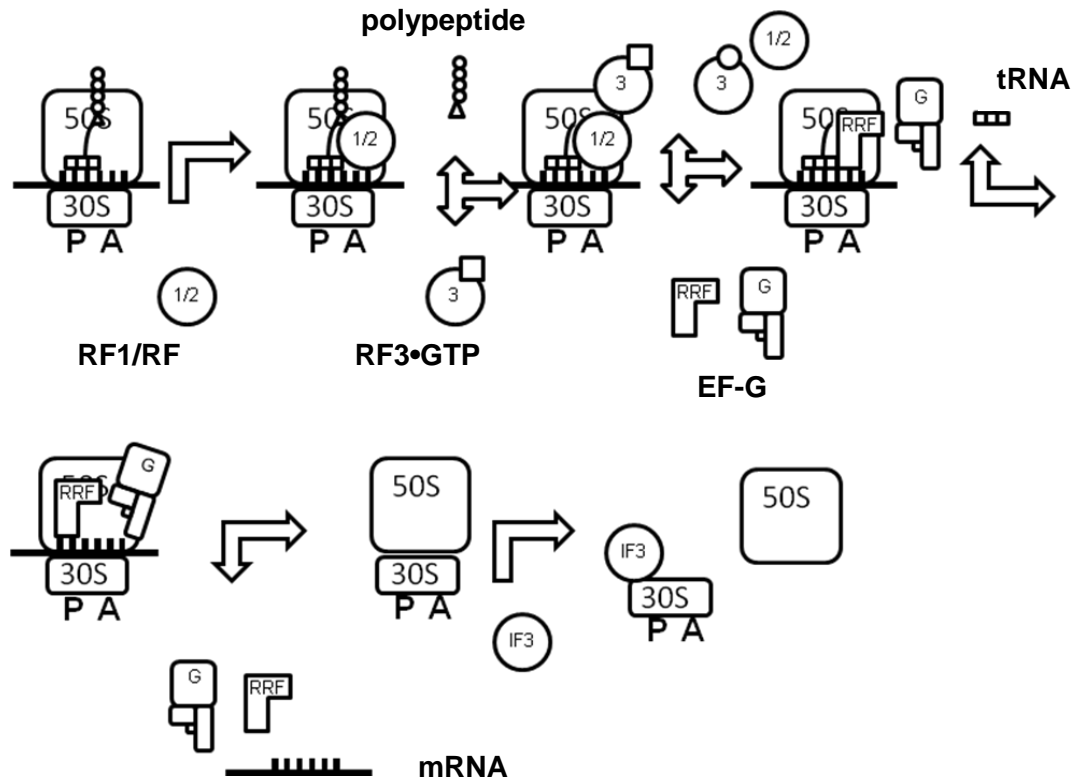 polypeptide
1/2
3
3
1/2
G
tRNA
50S
50S
1/2
50S
1/2
50S
RRF
30S
30S
30S
30S
P A
P A
P A
P A
1/2
3
RRF
G
RF1/RF
RF3•GTP
EF-G
50S
RRF
G
50S
50S
IF3
30S
30S
30S
P A
P A
P A
IF3
G
RRF
mRNA